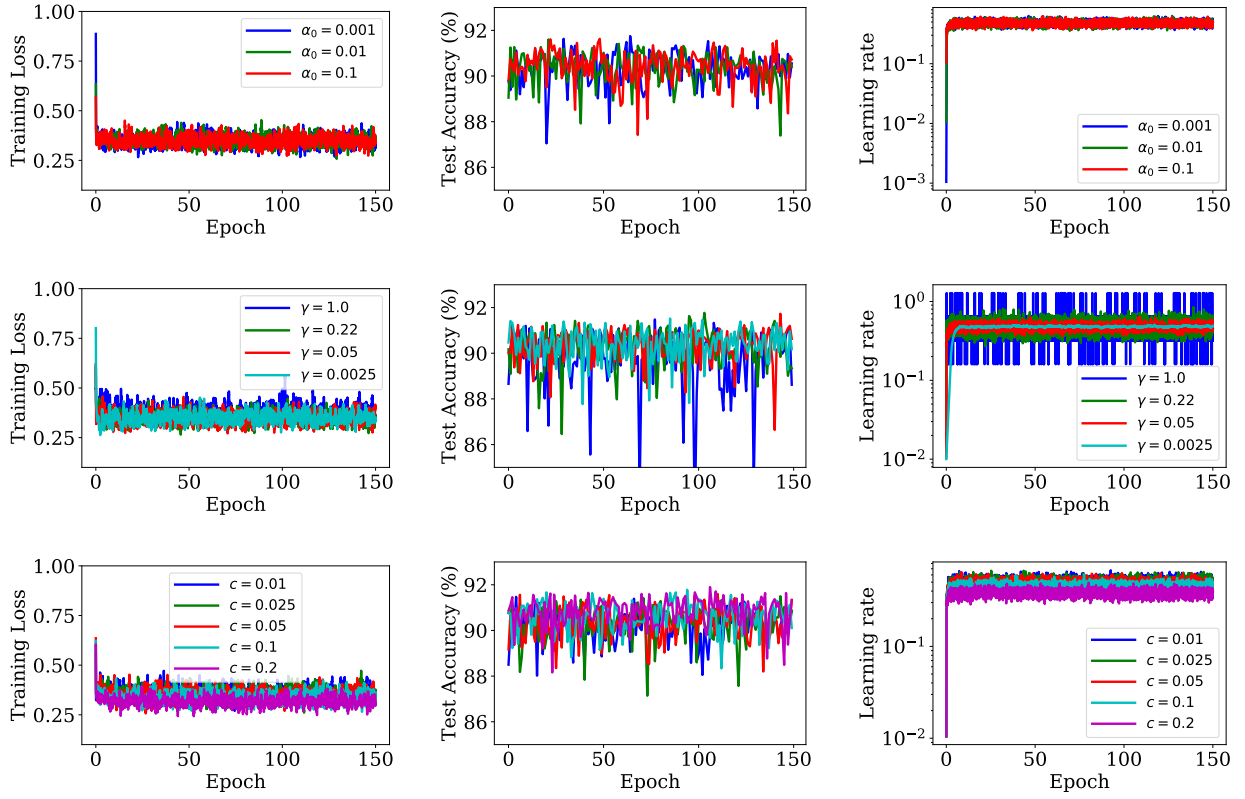 Training Loss
1.00
0.75
0.50
0.25
α₀ = 0.001
α₀ = 0.01
α₀ = 0.1
0 50 100 150
Epoch
Test Accuracy (%)
92
90
88
86
0 50 100 150
Epoch
Learning rate
10⁻¹
10⁻²
10⁻³
α₀ = 0.001
α₀ = 0.01
α₀ = 0.1
0 50 100 150
Epoch
Training Loss
1.00
0.75
0.50
0.25
γ = 1.0
γ = 0.22
γ = 0.05
γ = 0.0025
0 50 100 150
Epoch
Test Accuracy (%)
92
90
88
86
0 50 100 150
Epoch
Learning rate
10⁰
10⁻¹
10⁻²
γ = 1.0
γ = 0.22
γ = 0.05
γ = 0.0025
0 50 100 150
Epoch
Training Loss
1.00
0.75
0.50
0.25
c = 0.01
c = 0.025
c = 0.05
c = 0.1
c = 0.2
0 50 100 150
Epoch
Test Accuracy (%)
92
90
88
86
0 50 100 150
Epoch
Learning rate
10⁻¹
10⁻²
c = 0.01
c = 0.025
c = 0.05
c = 0.1
c = 0.2
0 50 100 150
Epoch